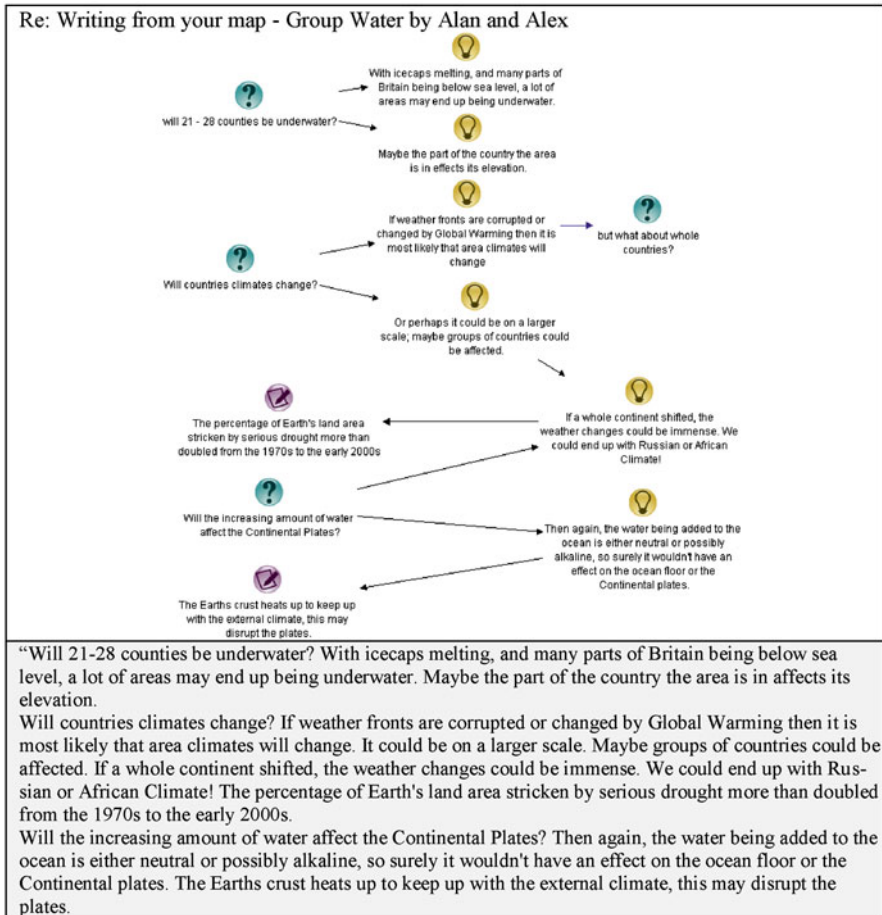 Re: Writing from your map - Group Water by Alan and Alex
With icecaps melting, and many parts of
Britain being below sea level, a lot of
areas may end up being underwater.
will 21 - 28 counties be underwater?
Maybe the part of the country the area
is in effects its elevation.
If weather fronts are corrupted or
changed by Global Warming then it is
most likely that area climates will
change
but what about whole
countries?
Will countries climates change?
Or perhaps it could be on a larger
scale; maybe groups of countries could
be affected.
The percentage of Earth's land area
stricken by serious drought more than
doubled from the 1970s to the early 2000s
If a whole continent shifted, the
weather changes could be immense. We
could end up with Russian or African
Climate!
Will the increasing amount of water
affect the Continental Plates?
Then again, the water being added to the
ocean is either neutral or possibly
alkaline, so surely it wouldn't have an
effect on the ocean floor or the
Continental plates.
The Earths crust heats up to keep up
with the external climate, this may
disrupt the plates.
“Will 21-28 counties be underwater? With icecaps melting, and many parts of Britain being below sea
level, a lot of areas may end up being underwater. Maybe the part of the country the area is in affects its
elevation.
Will countries climates change? If weather fronts are corrupted or changed by Global Warming then it is
most likely that area climates will change. It could be on a larger scale. Maybe groups of countries could be
affected. If a whole continent shifted, the weather changes could be immense. We could end up with Rus-
sian or African Climate! The percentage of Earth's land area stricken by serious drought more than doubled
from the 1970s to the early 2000s.
Will the increasing amount of water affect the Continental Plates? Then again, the water being added to the
ocean is either neutral or possibly alkaline, so surely it wouldn't have an effect on the ocean floor or the
Continental plates. The Earths crust heats up to keep up with the external climate, this may disrupt the
plates.